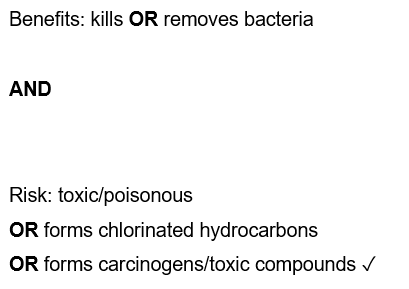 Benefits: kills OR removes bacteria
AND
Risk: toxic/poisonous
OR forms chlorinated hydrocarbons
OR forms carcinogens/toxic compounds ✓